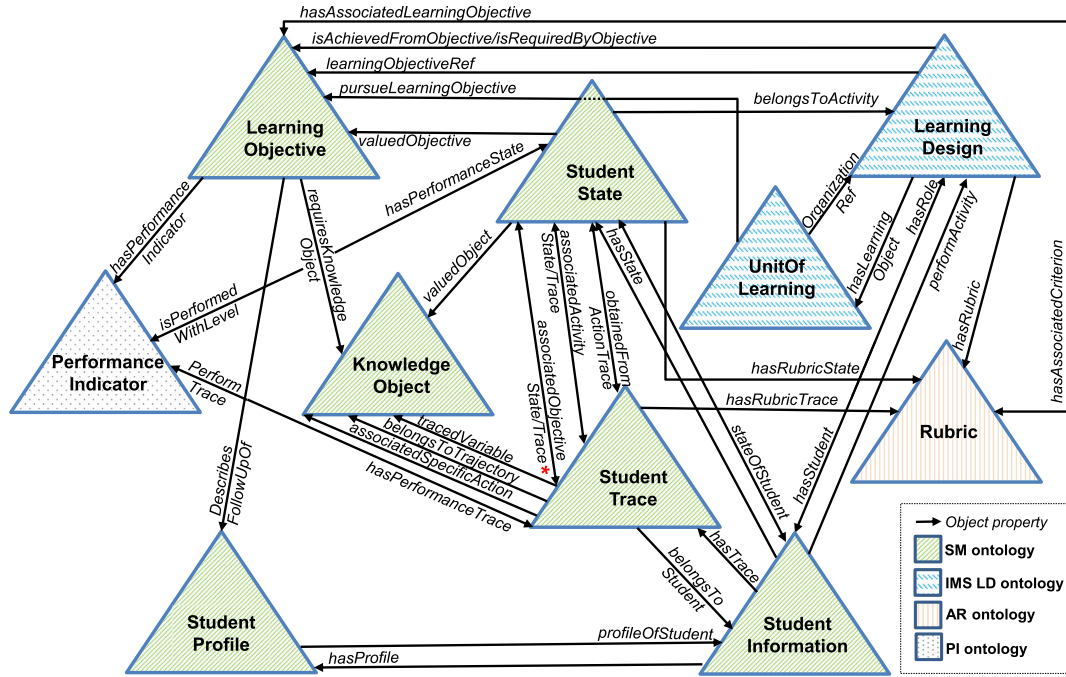 hasAssociatedLearningObjective
isAchievedFromObjective/isRequiredByObjective
learningObjectiveRef
pursueLearningObjective
belongsToActivity
Learning
Objective
Learning
Design
valuedObjective
hasPerformanceState
Student
State
Organization
Ref
hasPerformance
Indicator
requiresKnowledge
Object
valuedObject
associatedActivity
State/Trace
hasState
UnitOf
Learning
hasLearning
Object
hasRole
performActivity
isPerformed
WithLevel
obtainedFrom
ActionTrace
hasRubric
hasAssociatedCriterion
Performance
Indicator
Perform
Trace
Knowledge
Object
associatedObjective
State/Trace
*
hasRubricState
hasRubricTrace
Rubric
tracedVariable
belongsToTrajectory
associatedSpecificAction
hasPerformanceTrace
Student
Trace
stateOfStudent
hasStudent
Describes
FollowUpOf
hasTrace
belongsTo
Student
Student
Profile
profileOfStudent
hasProfile
Student
Information
Object property
SM ontology
IMS LD ontology
AR ontology
PI ontology